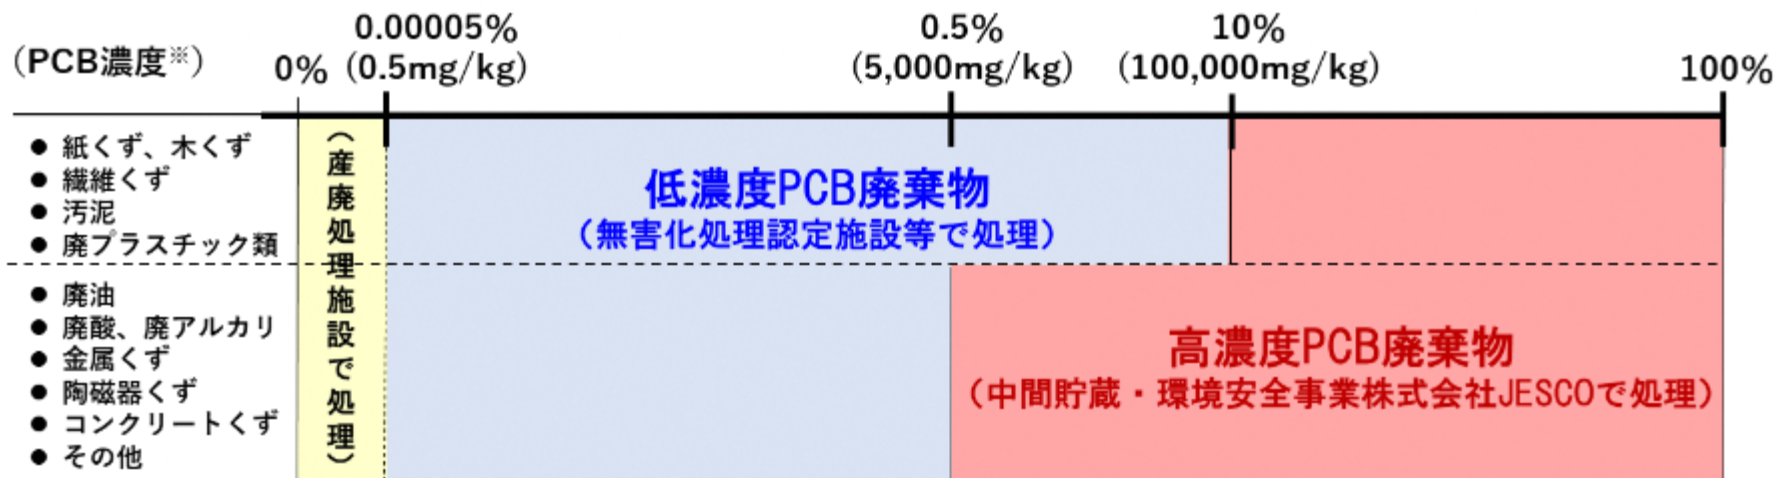 0.00005%
0.5%
10%
（PCB濃度※）
0%
（0.5mg/kg）
（5,000mg/kg）
（100,000mg/kg）
100%
● 紙くず、木くず
● 繊維くず
● 汚泥
● 廃プラスチック類
（産廃処理施設で処理）
低濃度PCB廃棄物
（無害化処理認定施設等で処理）
● 廃油
● 廃酸、廃アルカリ
● 金属くず
● 陶磁器くず
● コンクリートくず
● その他
高濃度PCB廃棄物
（中間貯蔵・環境安全事業株式会社JESCOで処理）